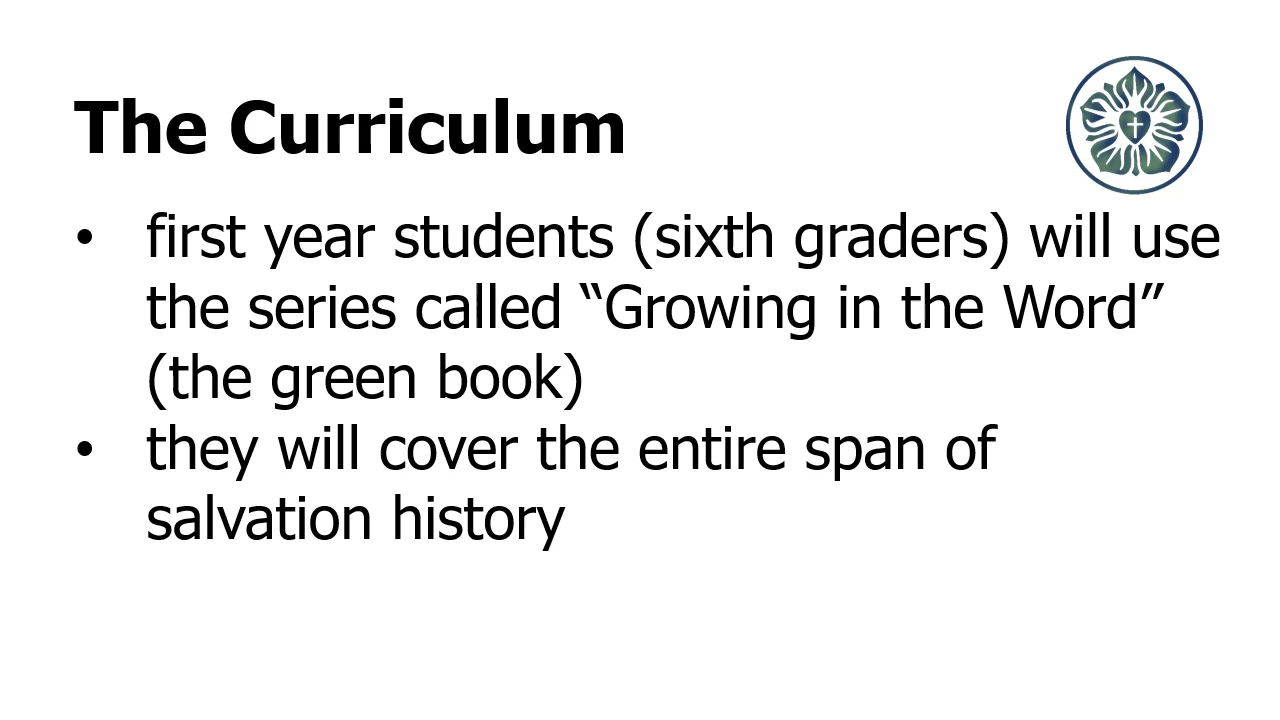 The Curriculum
• first year students (sixth graders) will use
the series called “Growing in the Word”
(the green book)
• they will cover the entire span of
salvation history